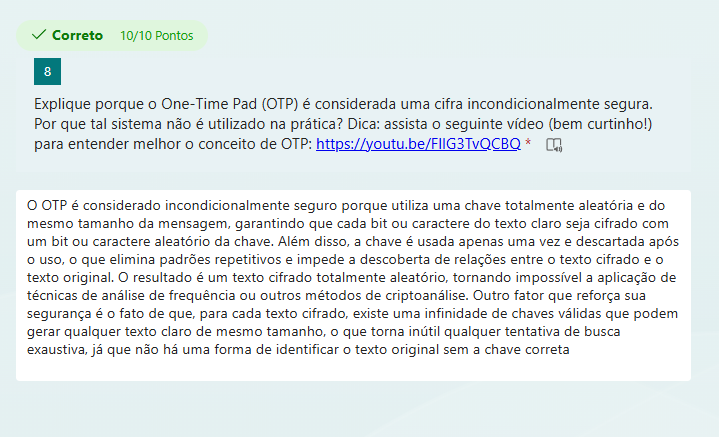 Correto 10/10 Pontos
8
Explique porque o One-Time Pad (OTP) é considerada uma cifra incondicionalmente segura.
Por que tal sistema não é utilizado na prática? Dica: assista o seguinte vídeo (bem curtinho!)
para entender melhor o conceito de OTP: https://youtu.be/FlIG3TvQCBQ *
O OTP é considerado incondicionalmente seguro porque utiliza uma chave totalmente aleatória e do
mesmo tamanho da mensagem, garantindo que cada bit ou caractere do texto claro seja cifrado com
um bit ou caractere aleatório da chave. Além disso, a chave é usada apenas uma vez e descartada após
o uso, o que elimina padrões repetitivos e impede a descoberta de relações entre o texto cifrado e o
texto original. O resultado é um texto cifrado totalmente aleatório, tornando impossível a aplicação de
técnicas de análise de frequência ou outros métodos de criptoanálise. Outro fator que reforça sua
segurança é o fato de que, para cada texto cifrado, existe uma infinidade de chaves válidas que podem
gerar qualquer texto claro de mesmo tamanho, o que torna inútil qualquer tentativa de busca
exaustiva, já que não há uma forma de identificar o texto original sem a chave correta